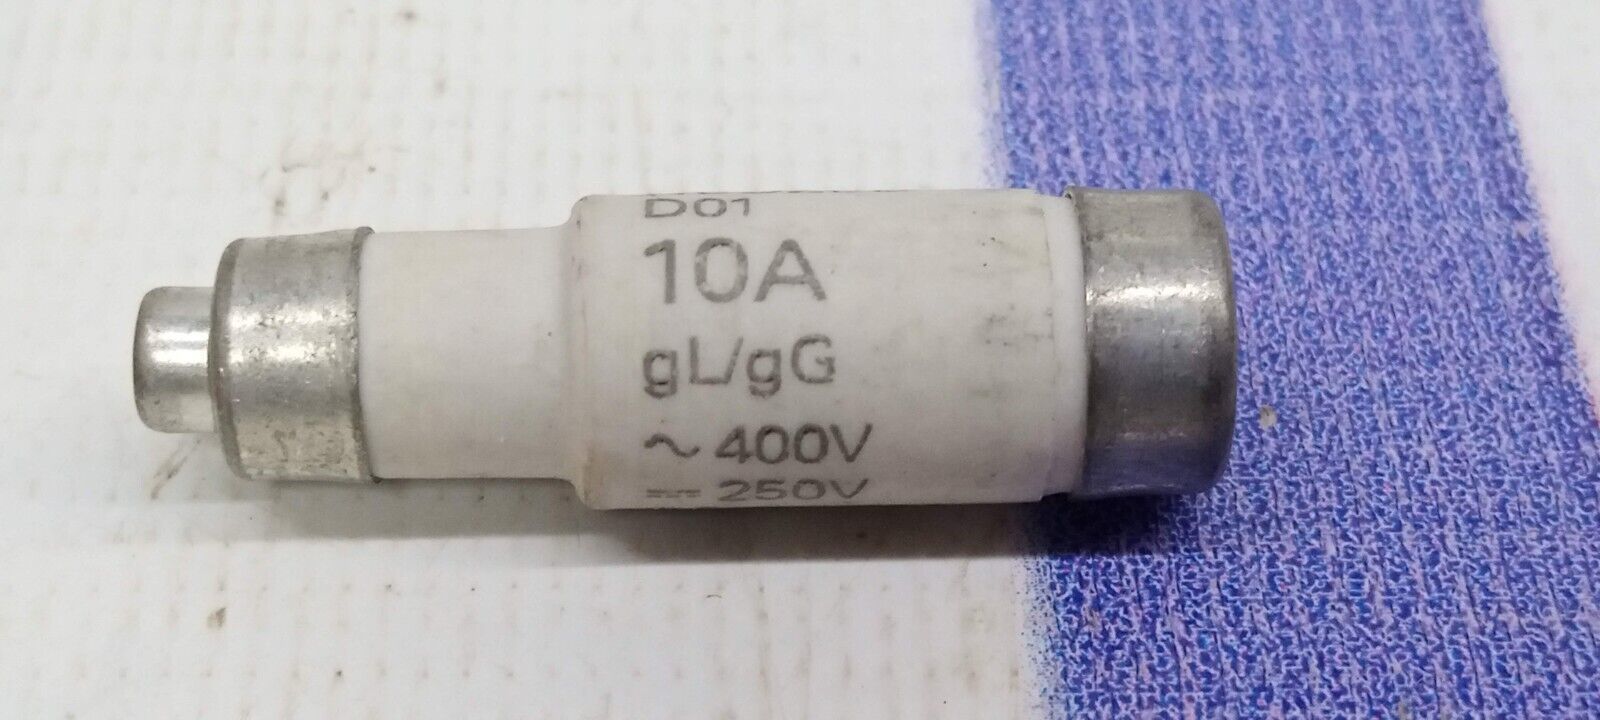 D01
10A
gL/gG
~ 400V
⎓ 250V